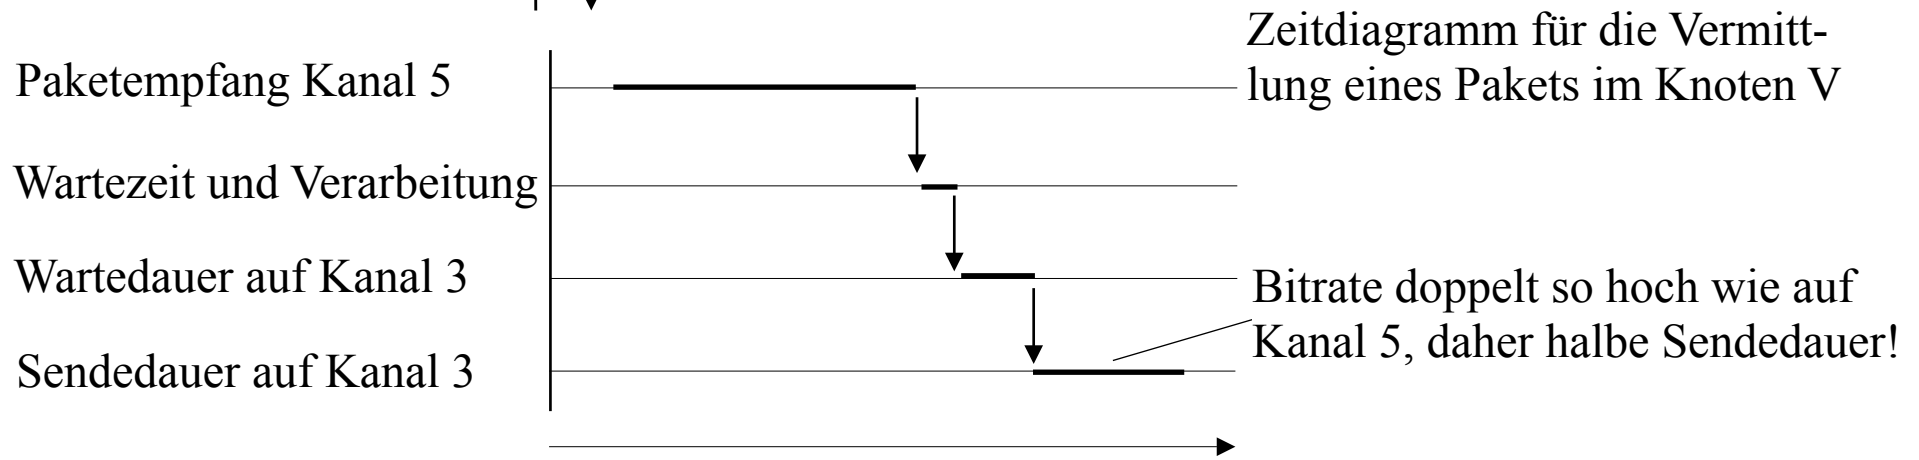 Zeitdiagramm für die Vermitt-
lung eines Pakets im Knoten V
Paketempfang Kanal 5
Wartezeit und Verarbeitung
Wartedauer auf Kanal 3
Bitrate doppelt so hoch wie auf
Kanal 5, daher halbe Sendedauer!
Sendedauer auf Kanal 3